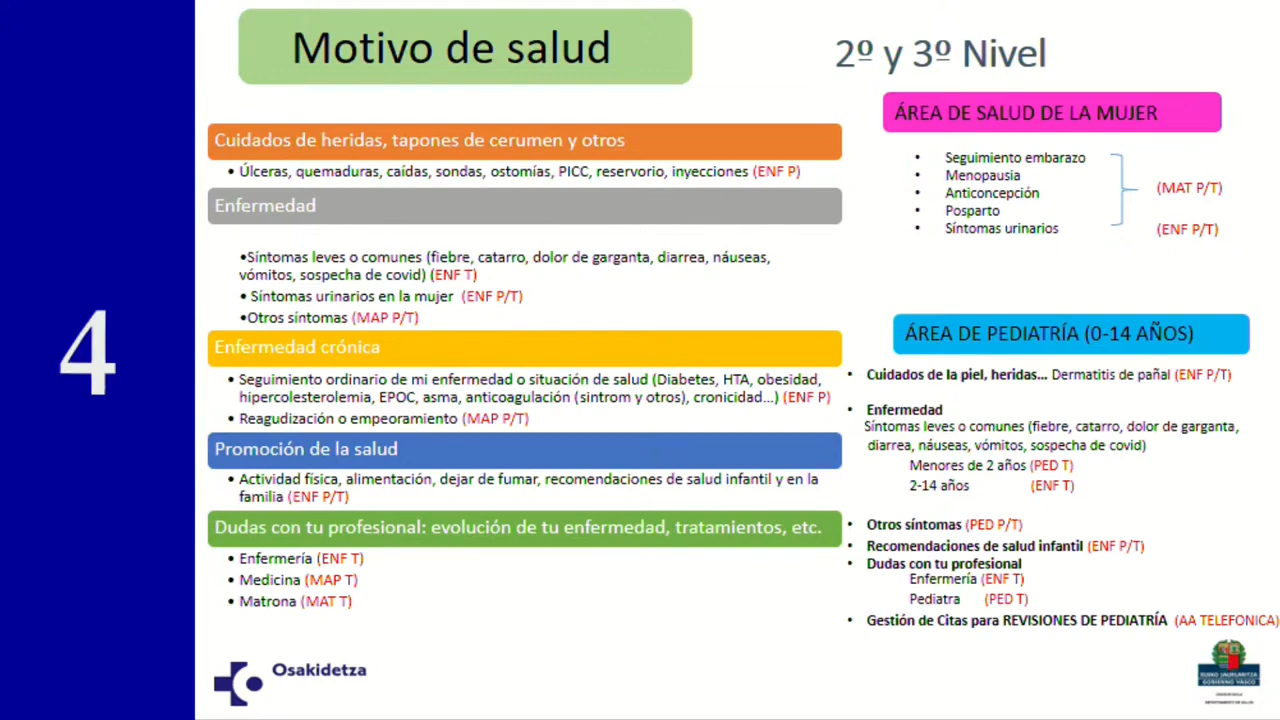 4
Motivo de salud
2º y 3º Nivel
Cuidados de heridas, tapones de cerumen y otros
• Úlceras, quemaduras, caídas, sondas, ostomías, PICC, reservorio, inyecciones (ENF P)
Enfermedad
•Síntomas leves o comunes (fiebre, catarro, dolor de garganta, diarrea, náuseas,
vómitos, sospecha de covid) (ENF T)
• Síntomas urinarios en la mujer (ENF P/T)
•Otros síntomas (MAP P/T)
Enfermedad crónica
• Seguimiento ordinario de mi enfermedad o situación de salud (Diabetes, HTA, obesidad,
hipercolesterolemia, EPOC, asma, anticoagulación (sintrom y otros), cronicidad...) (ENF P)
• Reagudización o empeoramiento (MAP P/T)
Promoción de la salud
• Actividad física, alimentación, dejar de fumar, recomendaciones de salud infantil y en la
familia (ENF P/T)
Dudas con tu profesional: evolución de tu enfermedad, tratamientos, etc.
• Enfermería (ENF T)
• Medicina (MAP T)
• Matrona (MAT T)
ÁREA DE SALUD DE LA MUJER
• Seguimiento embarazo
• Menopausia
• Anticoncepción
• Posparto
• Síntomas urinarios
(MAT P/T)
(ENF P/T)
ÁREA DE PEDIATRÍA (0-14 AÑOS)
• Cuidados de la piel, heridas... Dermatitis de pañal (ENF P/T)
• Enfermedad
Síntomas leves o comunes (fiebre, catarro, dolor de garganta,
diarrea, náuseas, vómitos, sospecha de covid)
Menores de 2 años (PED T)
2-14 años (ENF T)
• Otros síntomas (PED P/T)
• Recomendaciones de salud infantil (ENF P/T)
• Dudas con tu profesional
Enfermería (ENF T)
Pediatra (PED T)
• Gestión de Citas para REVISIONES DE PEDIATRÍA (AA TELEFONICA)
Osakidetza
EUSKO JAURLARITZA
GOBIERNO VASCO
DEPARTAMENTO DE SALUD